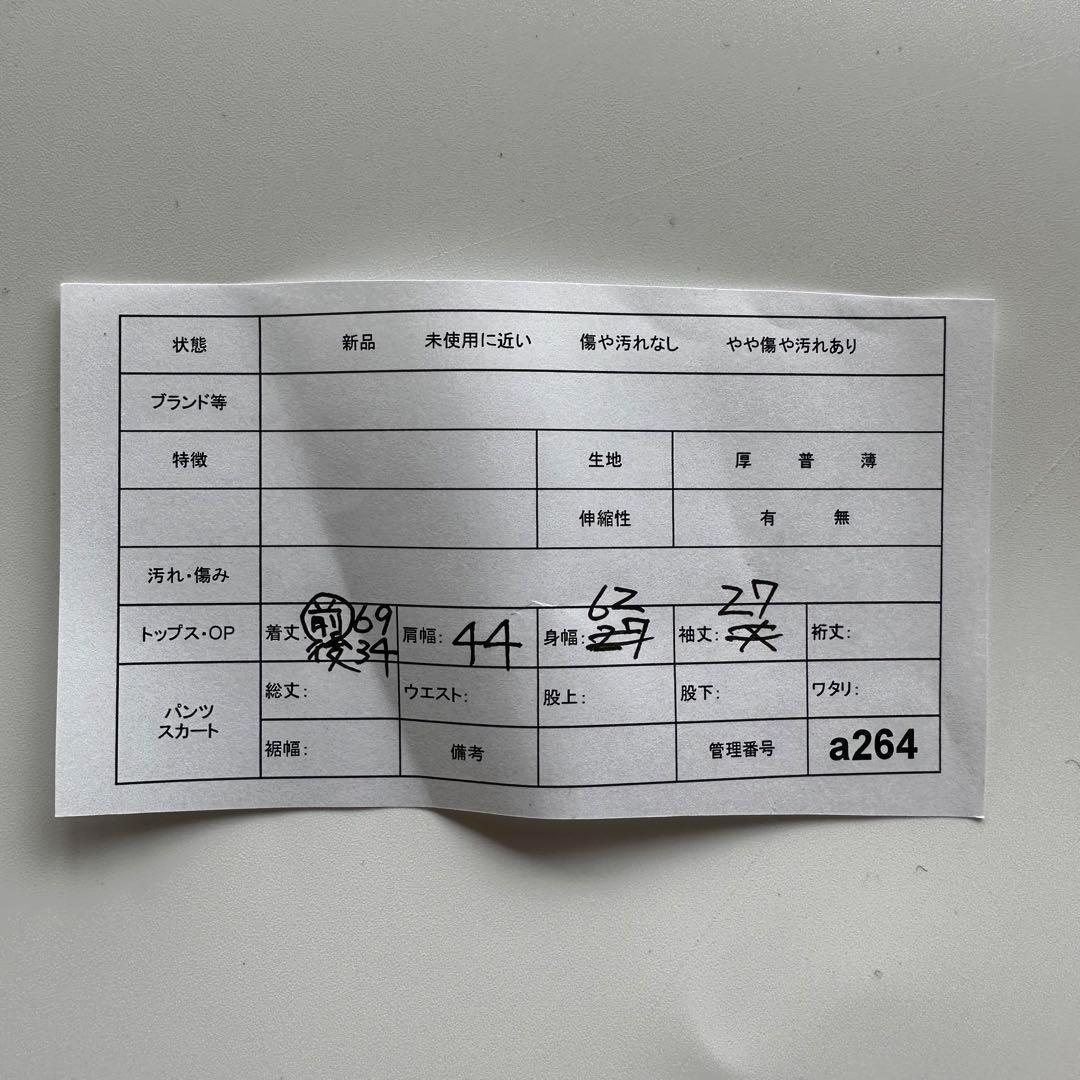 状態 新品 未使用に近い 傷や汚れなし やや傷や汚れあり
ブランド等
特徴 生地 厚 普 薄
伸縮性 有 無
汚れ・傷み
62 27
トップス・OP 着丈: 前 69 肩幅: 44 身幅: 27 袖丈: 裄丈:
後 34
パンツ スカート 総丈: ウエスト: 股上: 股下: ワタリ:
裾幅: 備考 管理番号 a264